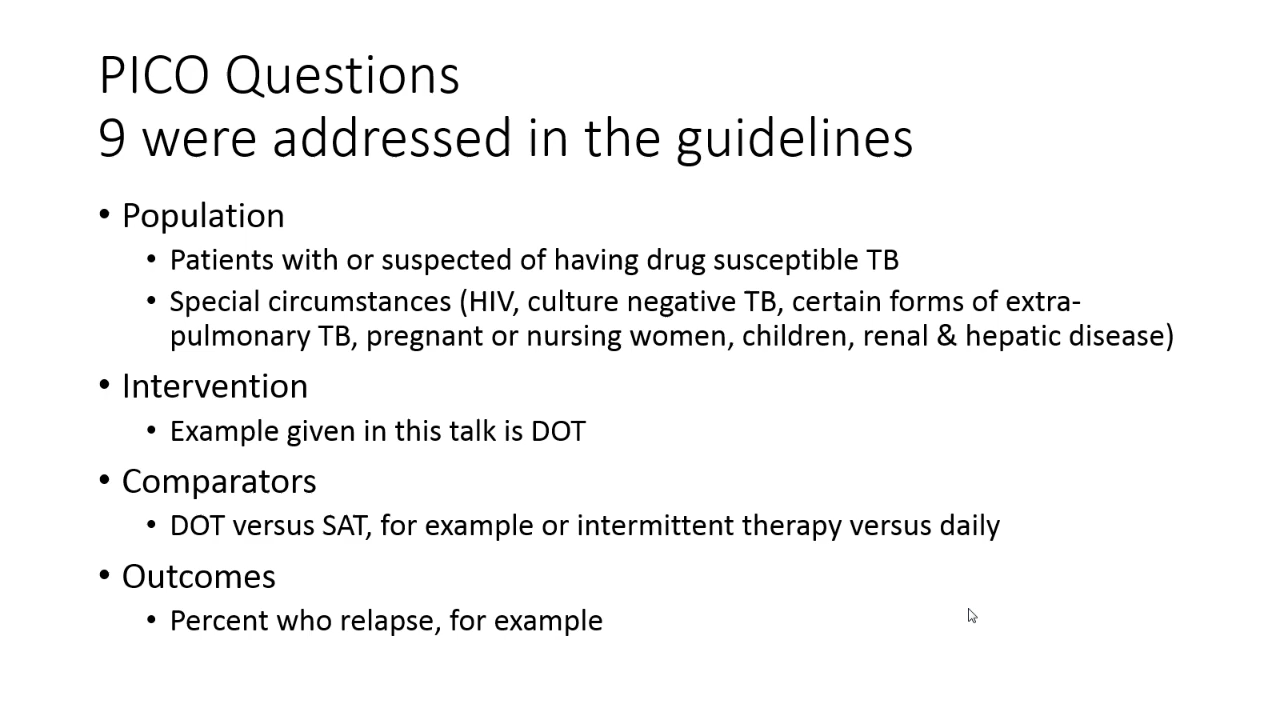 PICO Questions
9 were addressed in the guidelines
• Population
• Patients with or suspected of having drug susceptible TB
• Special circumstances (HIV, culture negative TB, certain forms of extra-
pulmonary TB, pregnant or nursing women, children, renal & hepatic disease)
• Intervention
• Example given in this talk is DOT
• Comparators
• DOT versus SAT, for example or intermittent therapy versus daily
• Outcomes
• Percent who relapse, for example